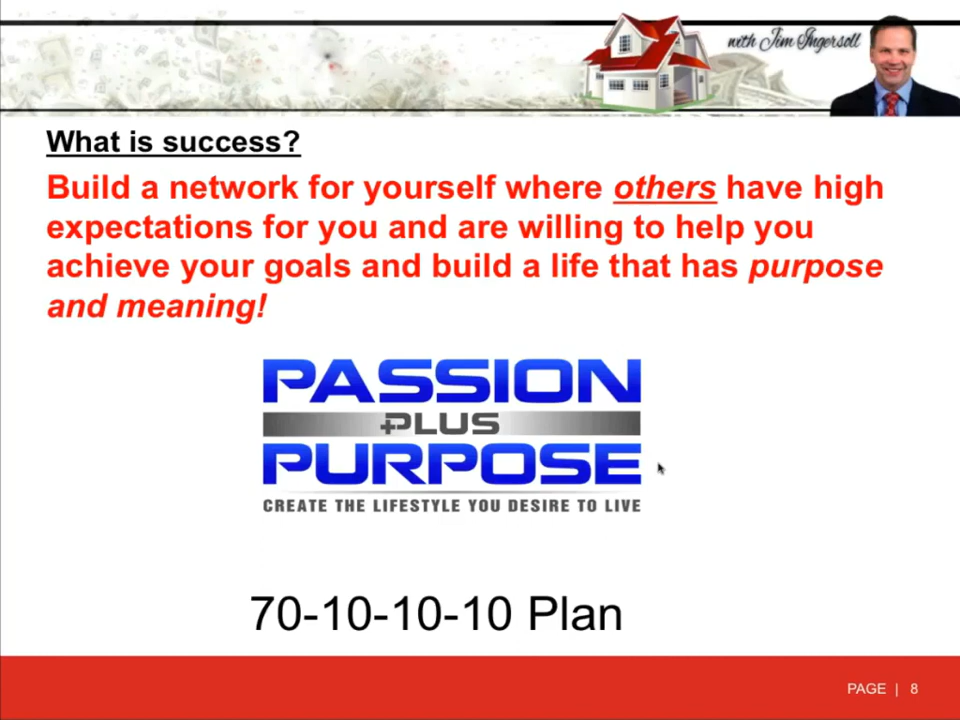 with Jim Ingersoll
What is success?
Build a network for yourself where others have high
expectations for you and are willing to help you
achieve your goals and build a life that has purpose
and meaning!
PASSION
+PLUS
PURPOSE
CREATE THE LIFESTYLE YOU DESIRE TO LIVE
70-10-10-10 Plan
PAGE | 8